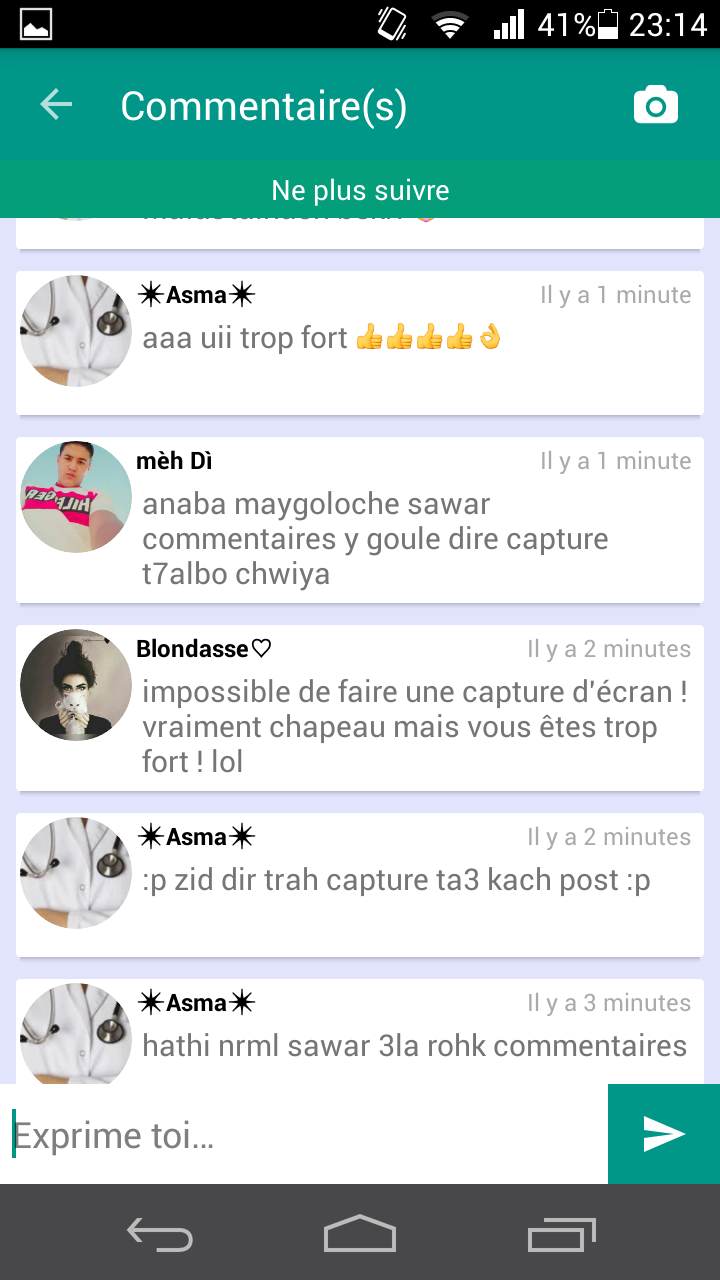 41% 23:14
Commentaire(s)
Ne plus suivre
✴Asma✴ Il y a 1 minute
aaa uii trop fort 👍👍👍👍👌
mèh Dì Il y a 1 minute
anaba maygoloche sawar
commentaires y goule dire capture
t7albo chwiya
Blondasse♡ Il y a 2 minutes
impossible de faire une capture d'écran !
vraiment chapeau mais vous êtes trop
fort ! lol
✴Asma✴ Il y a 2 minutes
:p zid dir trah capture ta3 kach post :p
✴Asma✴ Il y a 3 minutes
hathi nrml sawar 3la rohk commentaires
Exprime toi...